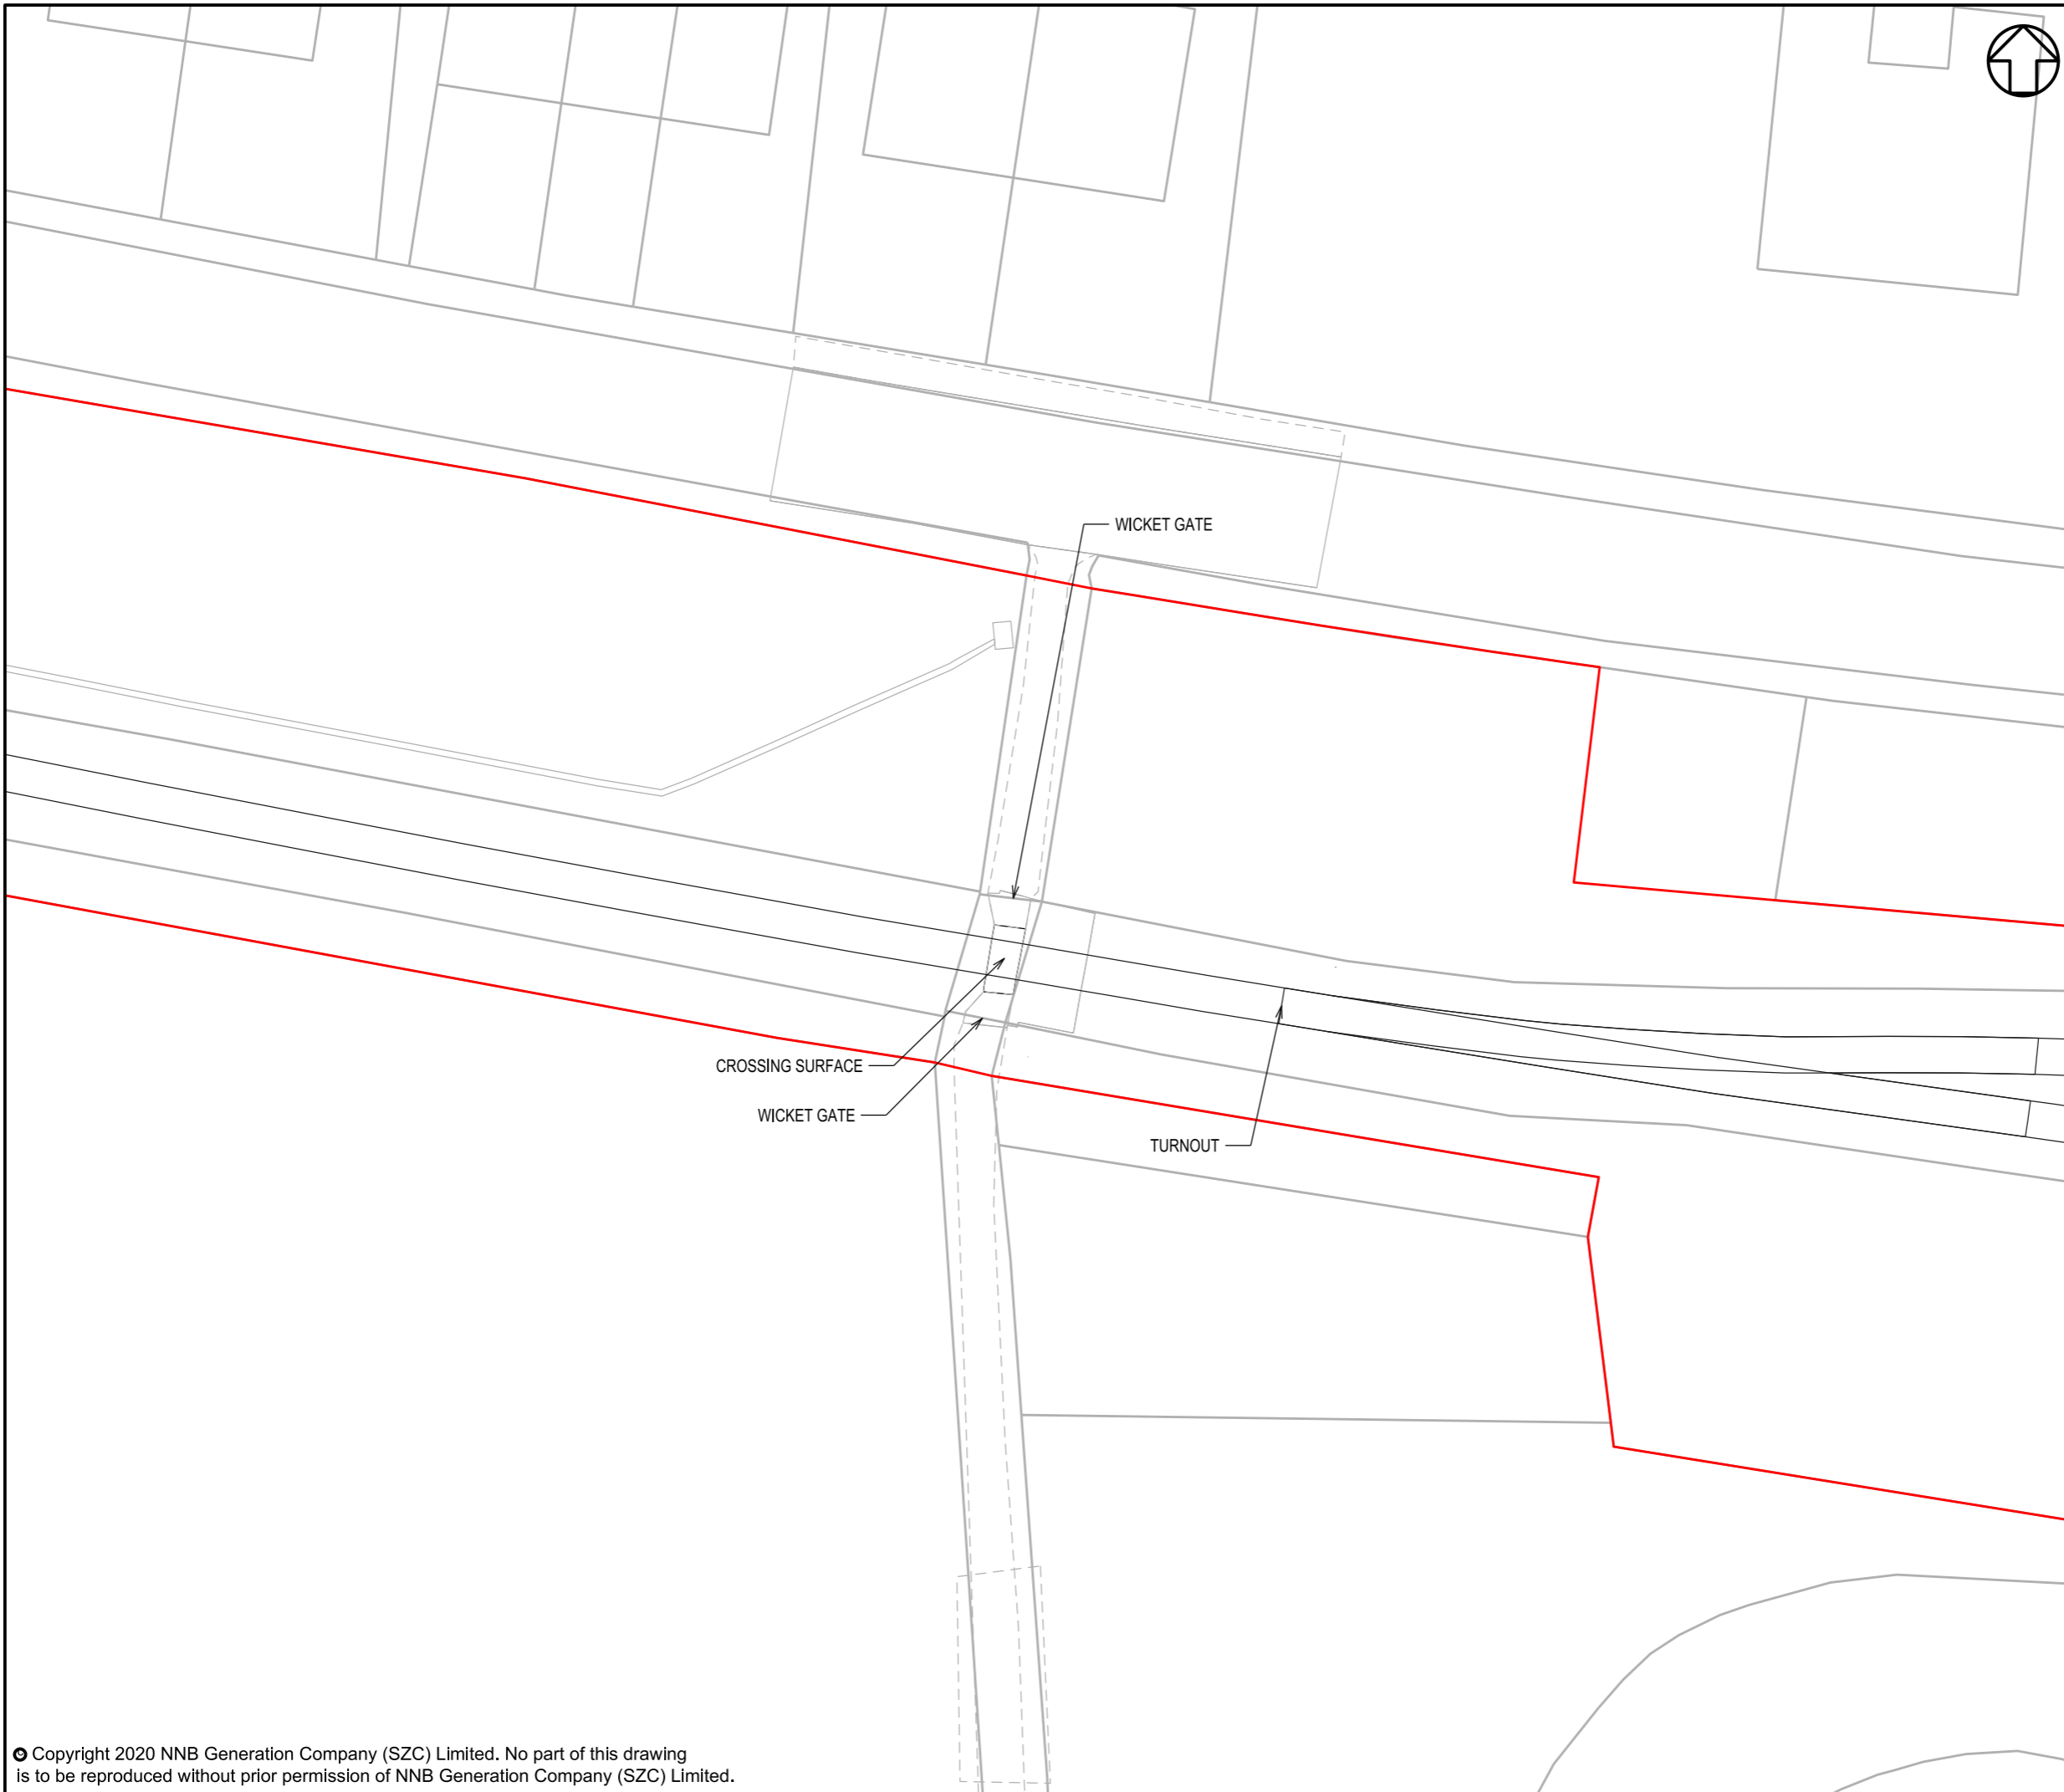 WICKET GATE
CROSSING SURFACE
WICKET GATE
TURNOUT
© Copyright 2020 NNB Generation Company (SZC) Limited. No part of this drawing
is to be reproduced without prior permission of NNB Generation Company (SZC) Limited.